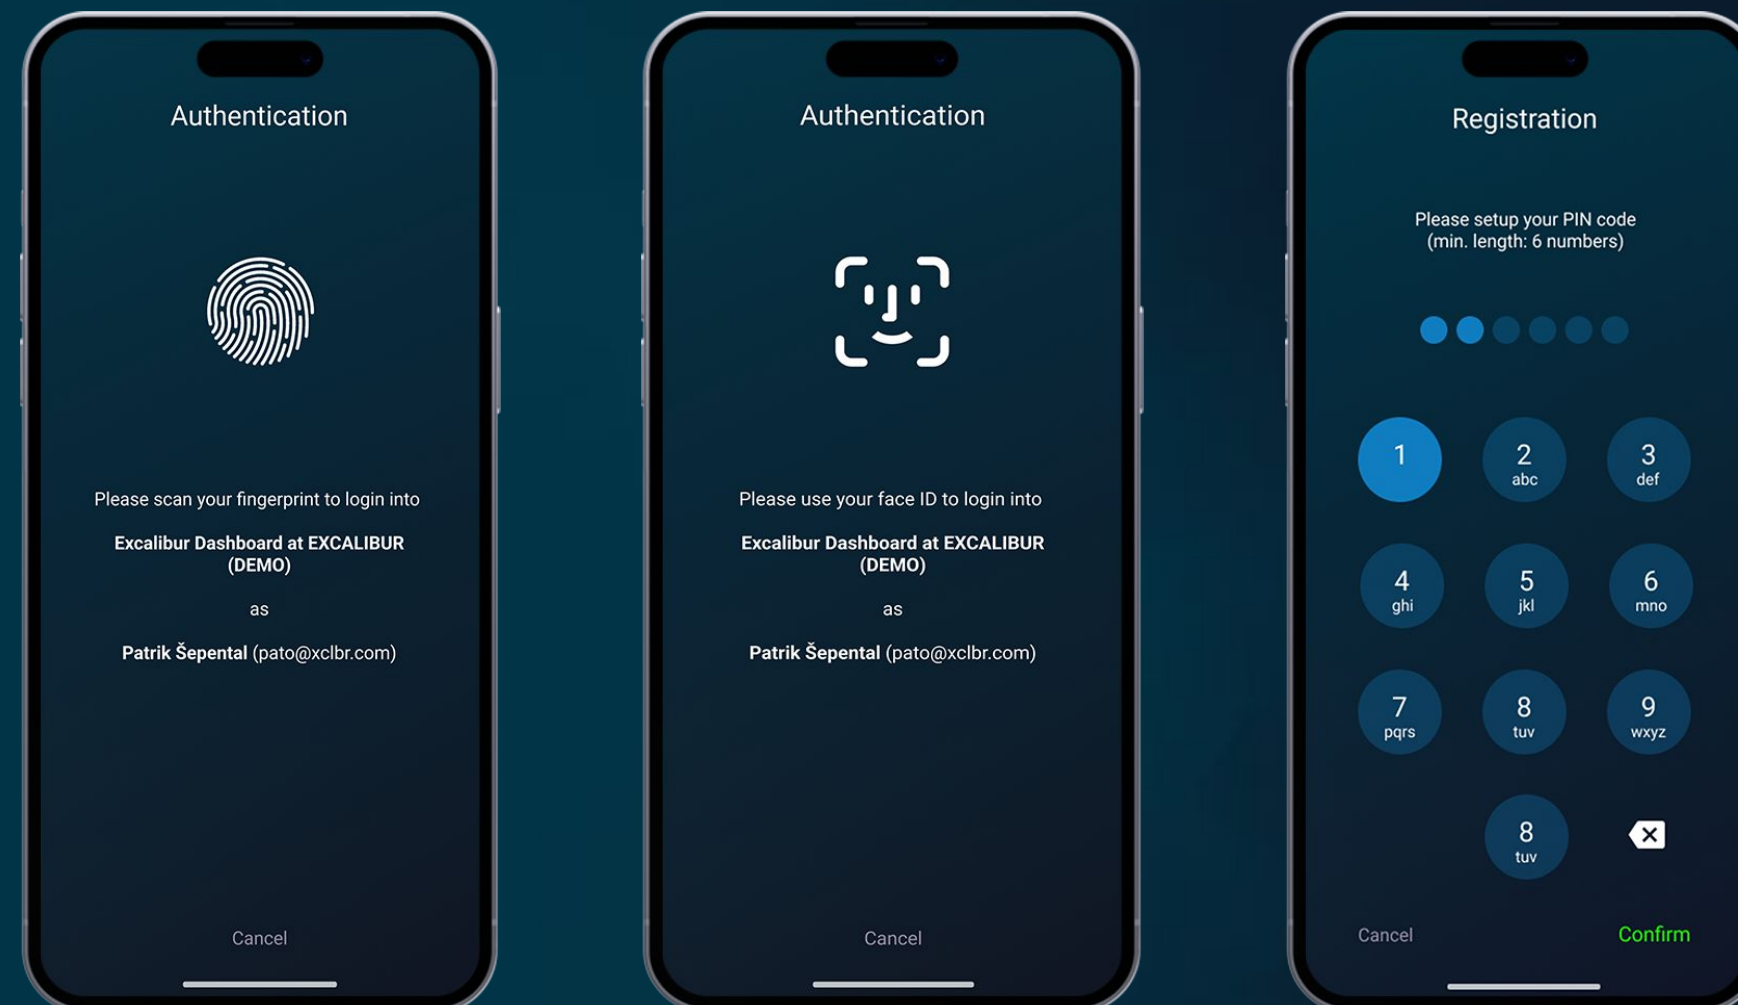 Authentication
Please scan your fingerprint to login into
Excalibur Dashboard at EXCALIBUR
(DEMO)
as
Patrik Šepental (pato@xclbr.com)
Cancel
Authentication
Please use your face ID to login into
Excalibur Dashboard at EXCALIBUR
(DEMO)
as
Patrik Šepental (pato@xclbr.com)
Cancel
Registration
Please setup your PIN code
(min. length: 6 numbers)
1 2 3
abc def
4 5 6
ghi jkl mno
7 8 9
pqrs tuv wxyz
8
tuv
Cancel Confirm